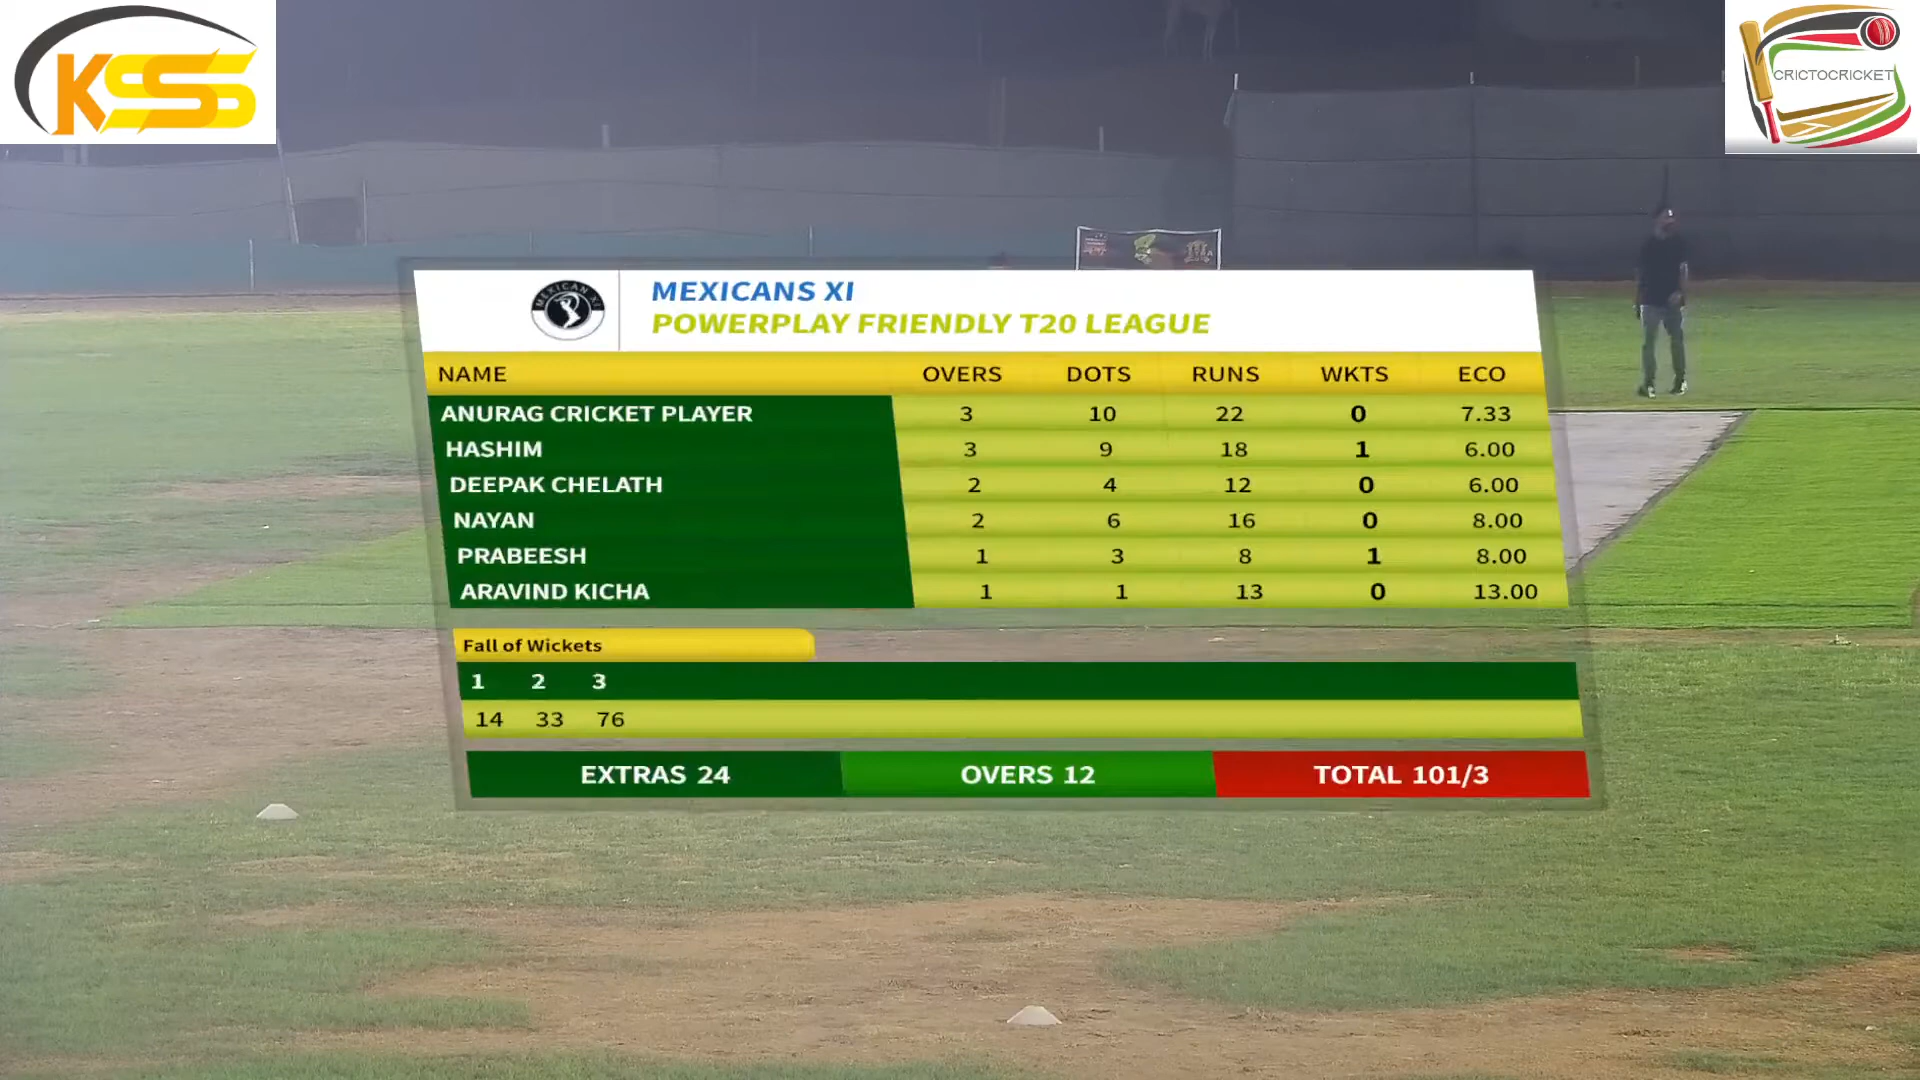 KSS
CRICTOCRICKET
MEXICAN XI
MEXICANS XI
POWERPLAY FRIENDLY T20 LEAGUE
NAME OVERS DOTS RUNS WKTS ECO
ANURAG CRICKET PLAYER 3 10 22 0 7.33
HASHIM 3 9 18 1 6.00
DEEPAK CHELATH 2 4 12 0 6.00
NAYAN 2 6 16 0 8.00
PRABEESH 1 3 8 1 8.00
ARAVIND KICHA 1 1 13 0 13.00
Fall of Wickets
1 2 3
14 33 76
EXTRAS 24 OVERS 12 TOTAL 101/3